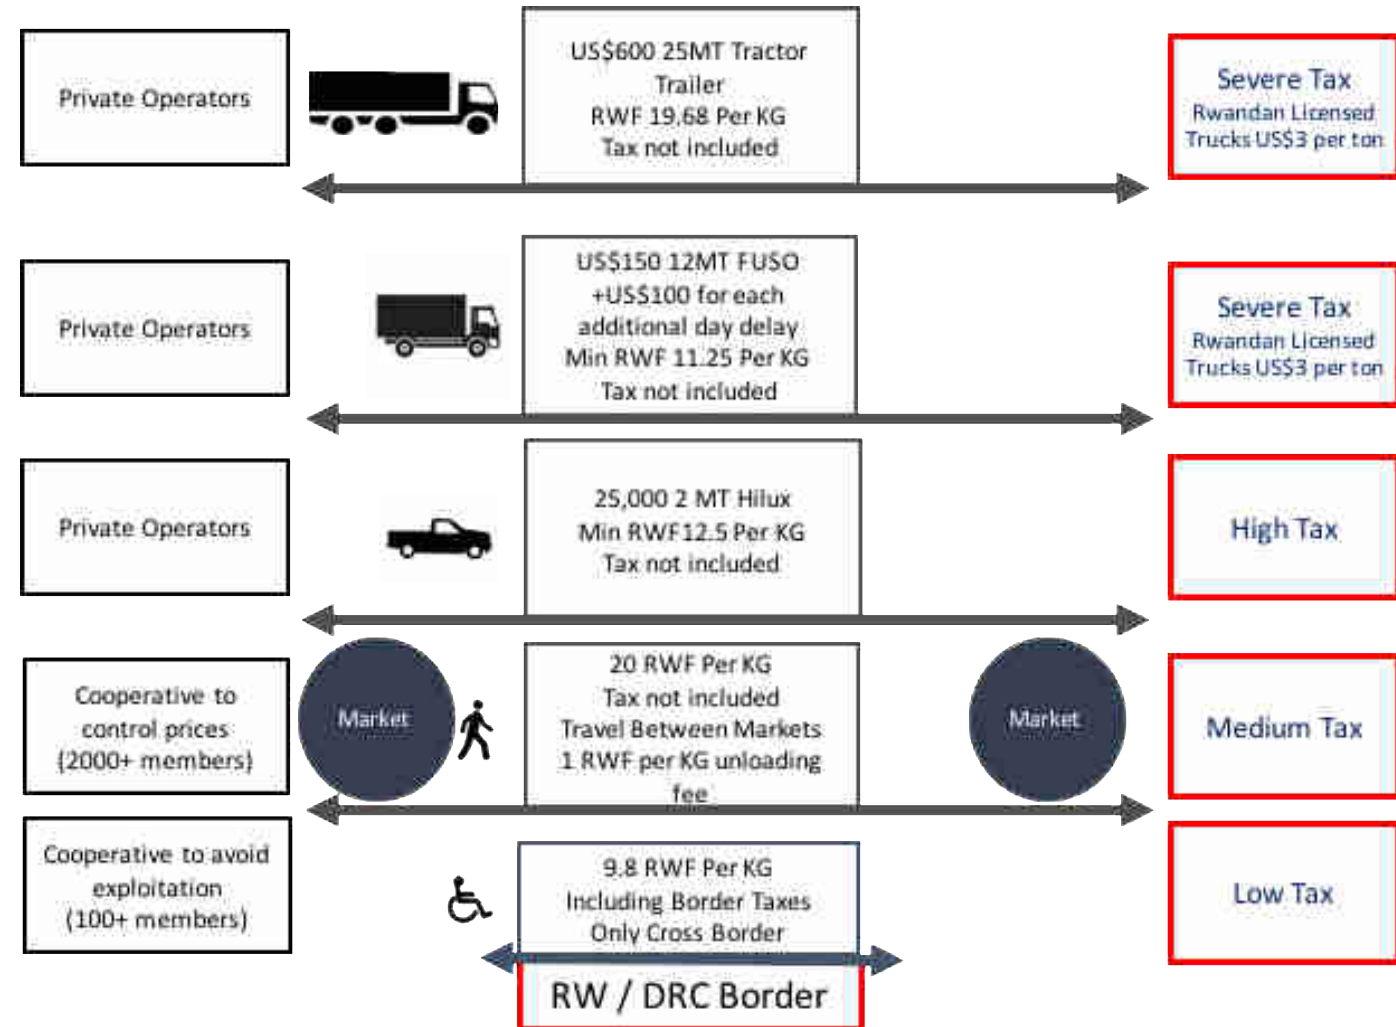 Private Operators
US$600 25MT Tractor
Trailer
RWF 19.68 Per KG
Tax not included
Severe Tax
Rwandan Licensed
Trucks US$3 per ton
Private Operators
US$150 12MT FUSO
+US$100 for each
additional day delay
Min RWF 11.25 Per KG
Tax not included
Severe Tax
Rwandan Licensed
Trucks US$3 per ton
Private Operators
25,000 2 MT Hilux
Min RWF12.5 Per KG
Tax not included
High Tax
Cooperative to
control prices
(2000+ members)
Market
20 RWF Per KG
Tax not included
Travel Between Markets
1 RWF per KG unloading
fee
Market
Medium Tax
Cooperative to avoid
exploitation
(100+ members)
9.8 RWF Per KG
Including Border Taxes
Only Cross Border
Low Tax
RW / DRC Border